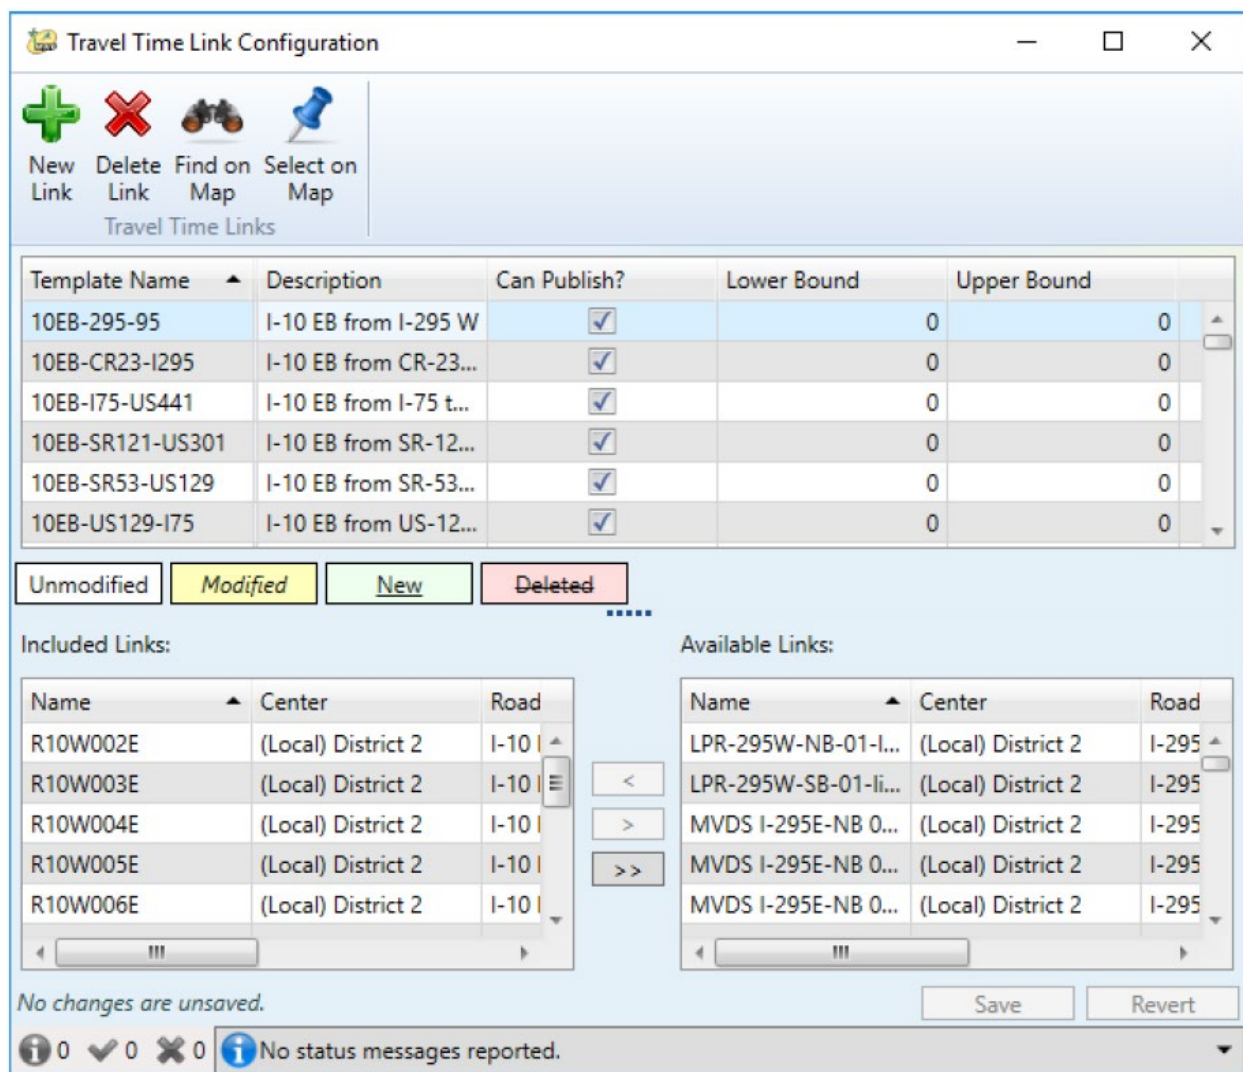 Travel Time Link Configuration
New Link Delete Link Find on Map Select on Map
Travel Time Links
Template Name Description Can Publish? Lower Bound Upper Bound
10EB-295-95 I-10 EB from I-295 W 0 0
10EB-CR23-I295 I-10 EB from CR-23... 0 0
10EB-I75-US441 I-10 EB from I-75 t... 0 0
10EB-SR121-US301 I-10 EB from SR-12... 0 0
10EB-SR53-US129 I-10 EB from SR-53... 0 0
10EB-US129-I75 I-10 EB from US-12... 0 0
Unmodified Modified New Deleted
Included Links: Available Links:
Name Center Road Name Center Road
R10W002E (Local) District 2 I-10 LPR-295W-NB-01-l... (Local) District 2 I-295
R10W003E (Local) District 2 I-10 < LPR-295W-SB-01-li... (Local) District 2 I-295
R10W004E (Local) District 2 I-10 > MVDS I-295E-NB 0... (Local) District 2 I-295
R10W005E (Local) District 2 I-10 >> MVDS I-295E-NB 0... (Local) District 2 I-295
R10W006E (Local) District 2 I-10 MVDS I-295E-NB 0... (Local) District 2 I-295
No changes are unsaved. Save Revert
0 0 0 No status messages reported.